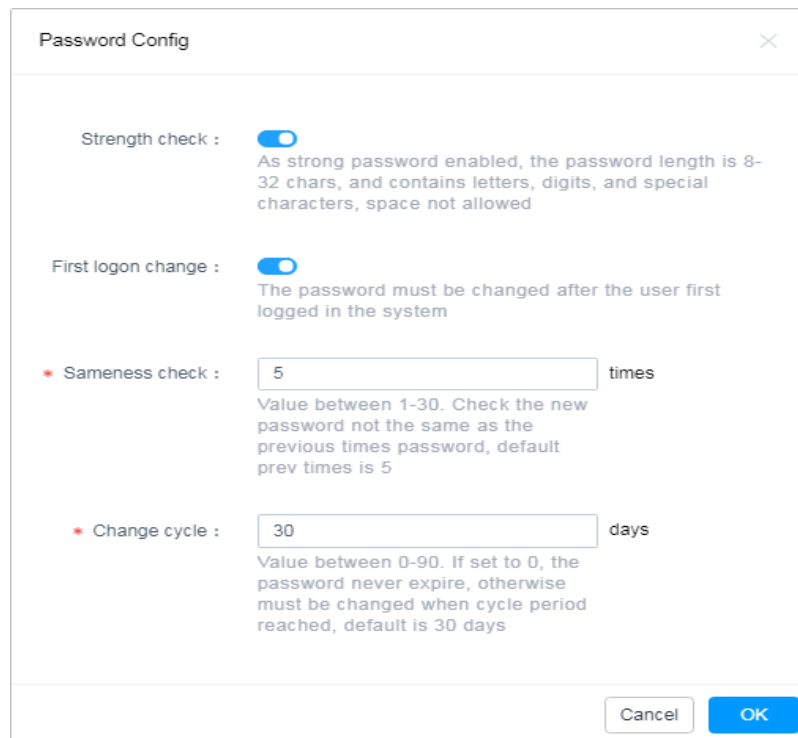 Password Config
Strength check :
As strong password enabled, the password length is 8-
32 chars, and contains letters, digits, and special
characters, space not allowed
First logon change :
The password must be changed after the user first
logged in the system
* Sameness check : 5 times
Value between 1-30. Check the new
password not the same as the
previous times password, default
prev times is 5
* Change cycle : 30 days
Value between 0-90. If set to 0, the
password never expire, otherwise
must be changed when cycle period
reached, default is 30 days
Cancel OK